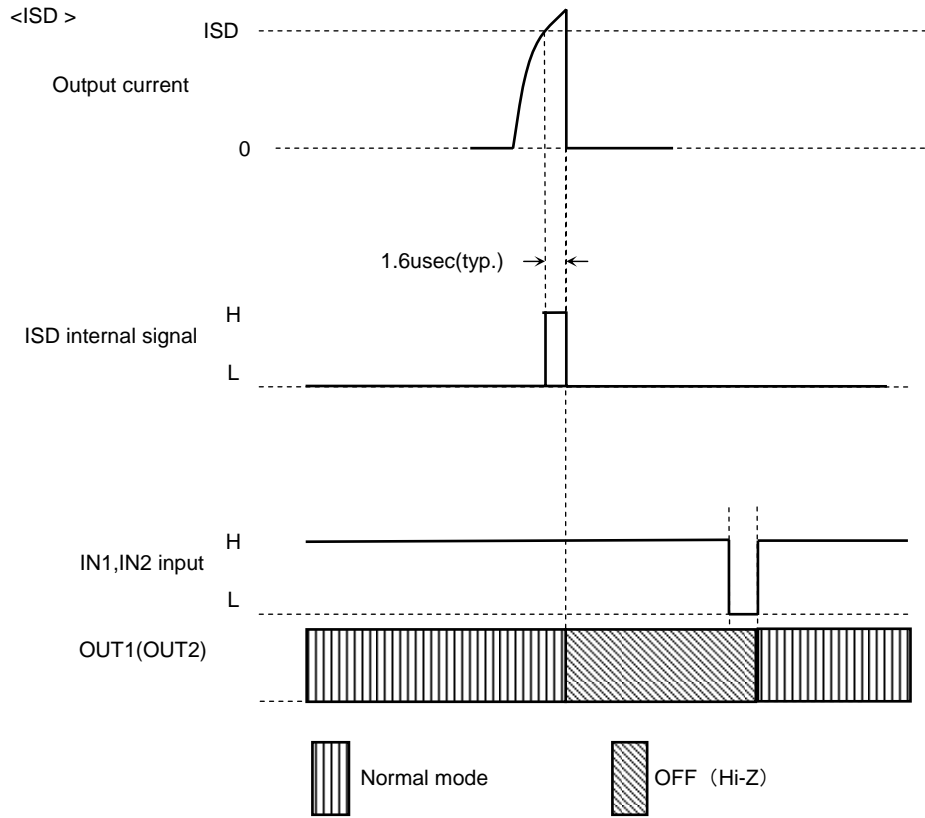 <ISD >
ISD
Output current
0
1.6usec(typ.)
H
ISD internal signal
L
H
IN1,IN2 input
L
OUT1(OUT2)
Normal mode
OFF（Hi-Z）